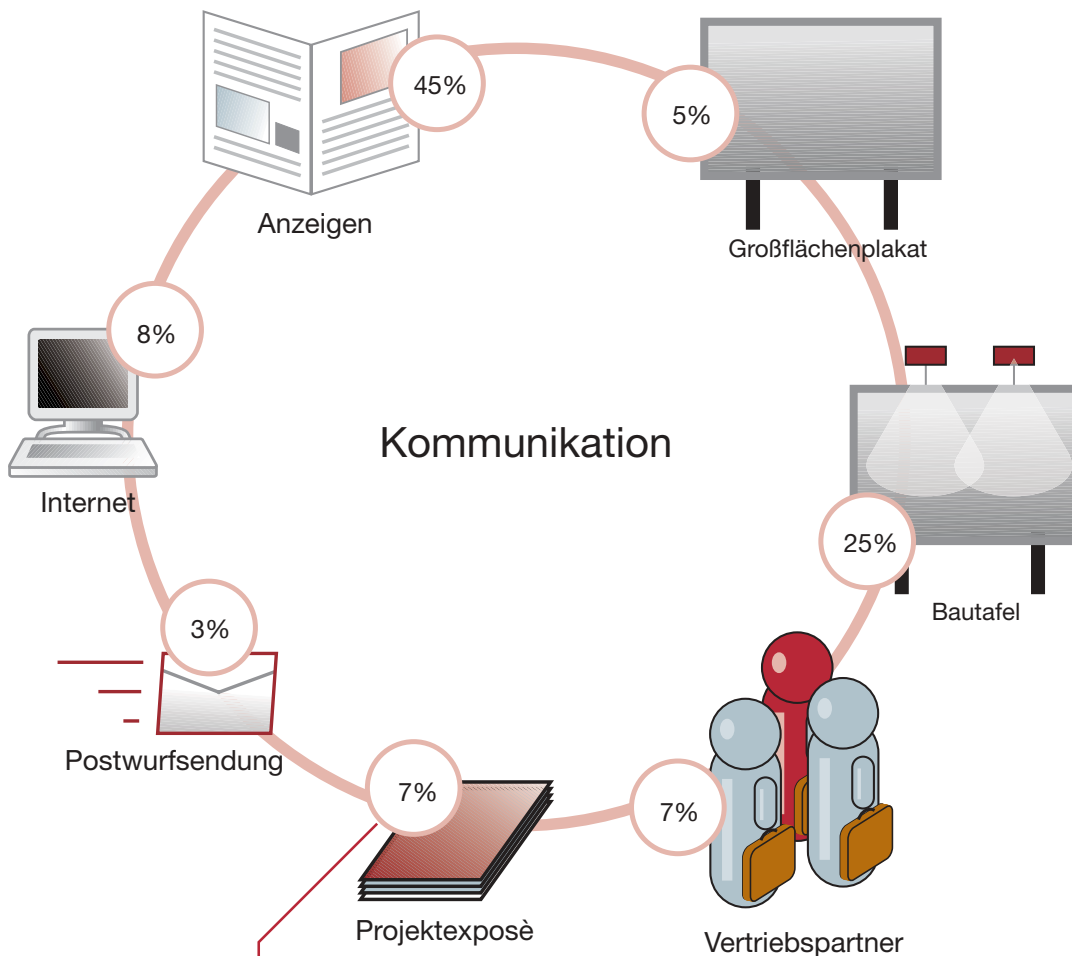 45%
5%
Anzeigen
Großflächenplakat
8%
Kommunikation
Internet
25%
Bautafel
3%
Postwurfsendung
7%
7%
Projektexposè
Vertriebspartner